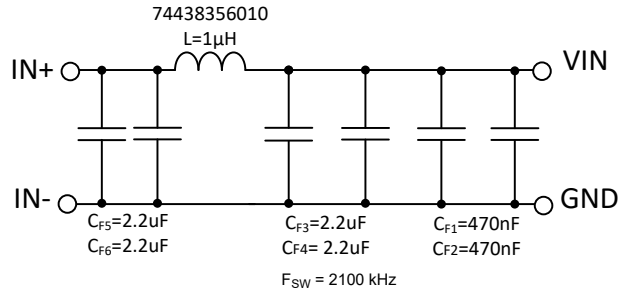 74438356010
L=1µH
IN+
VIN
IN-
GND
CF5=2.2uF
CF6=2.2uF
CF3=2.2uF
CF4= 2.2uF
CF1=470nF
CF2=470nF
FSW = 2100 kHz